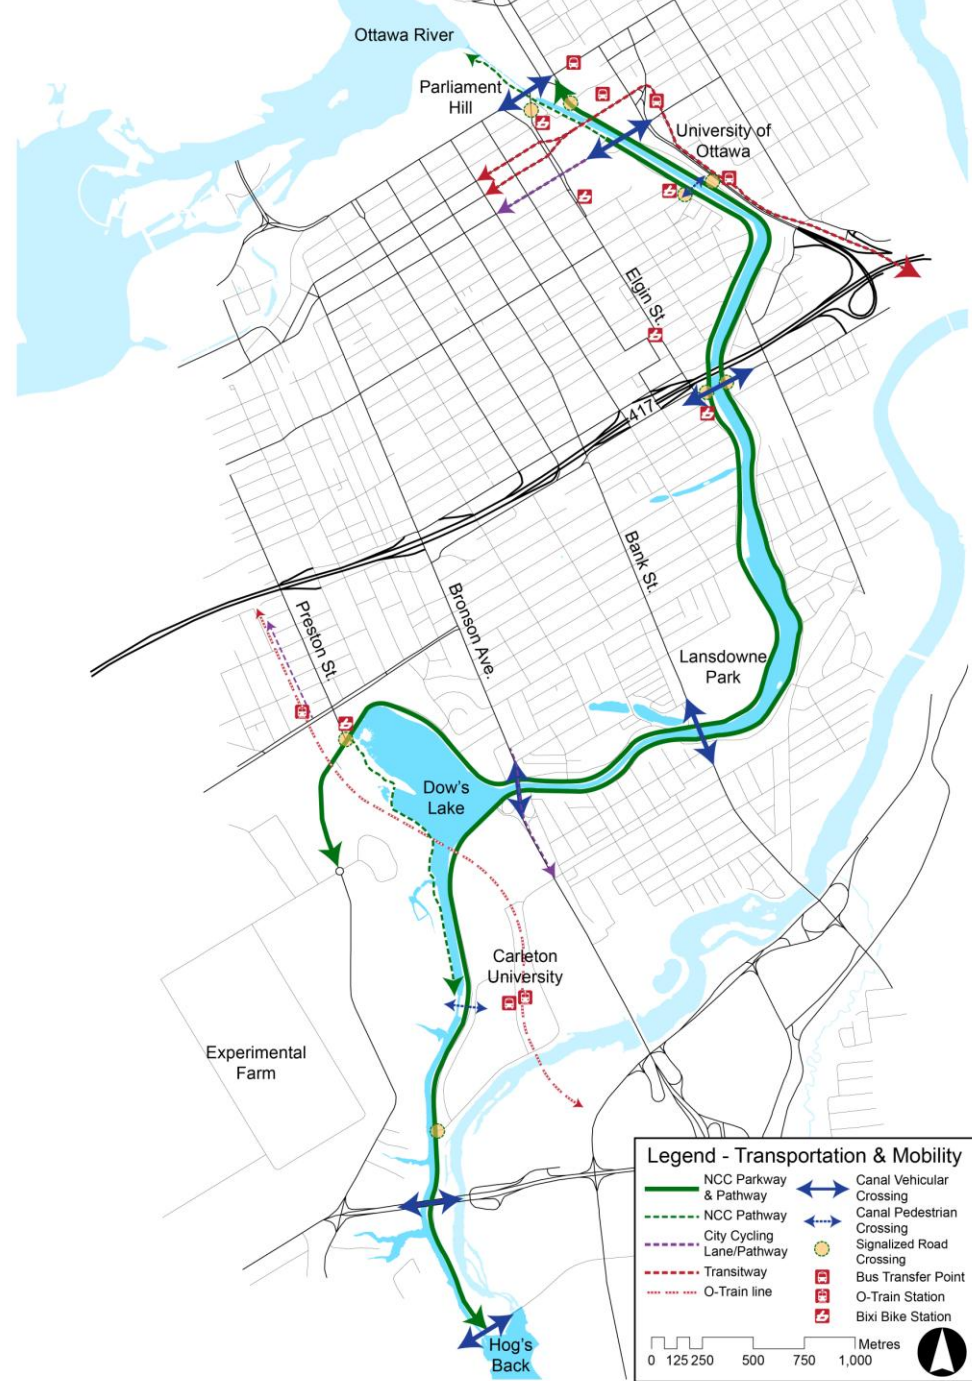 Ottawa River
Parliament
Hill
University of
Ottawa
Elgin St.
417
Bank St.
Bronson Ave.
Preston St.
Lansdowne
Park
Dow's
Lake
Carleton
University
Experimental
Farm
Hog's
Back
Legend - Transportation & Mobility
NCC Parkway
& Pathway
NCC Pathway
City Cycling
Lane/Pathway
Transitway
O-Train line
Canal Vehicular
Crossing
Canal Pedestrian
Crossing
Signalized Road
Crossing
Bus Transfer Point
O-Train Station
Bixi Bike Station
Metres
0 125 250 500 750 1,000